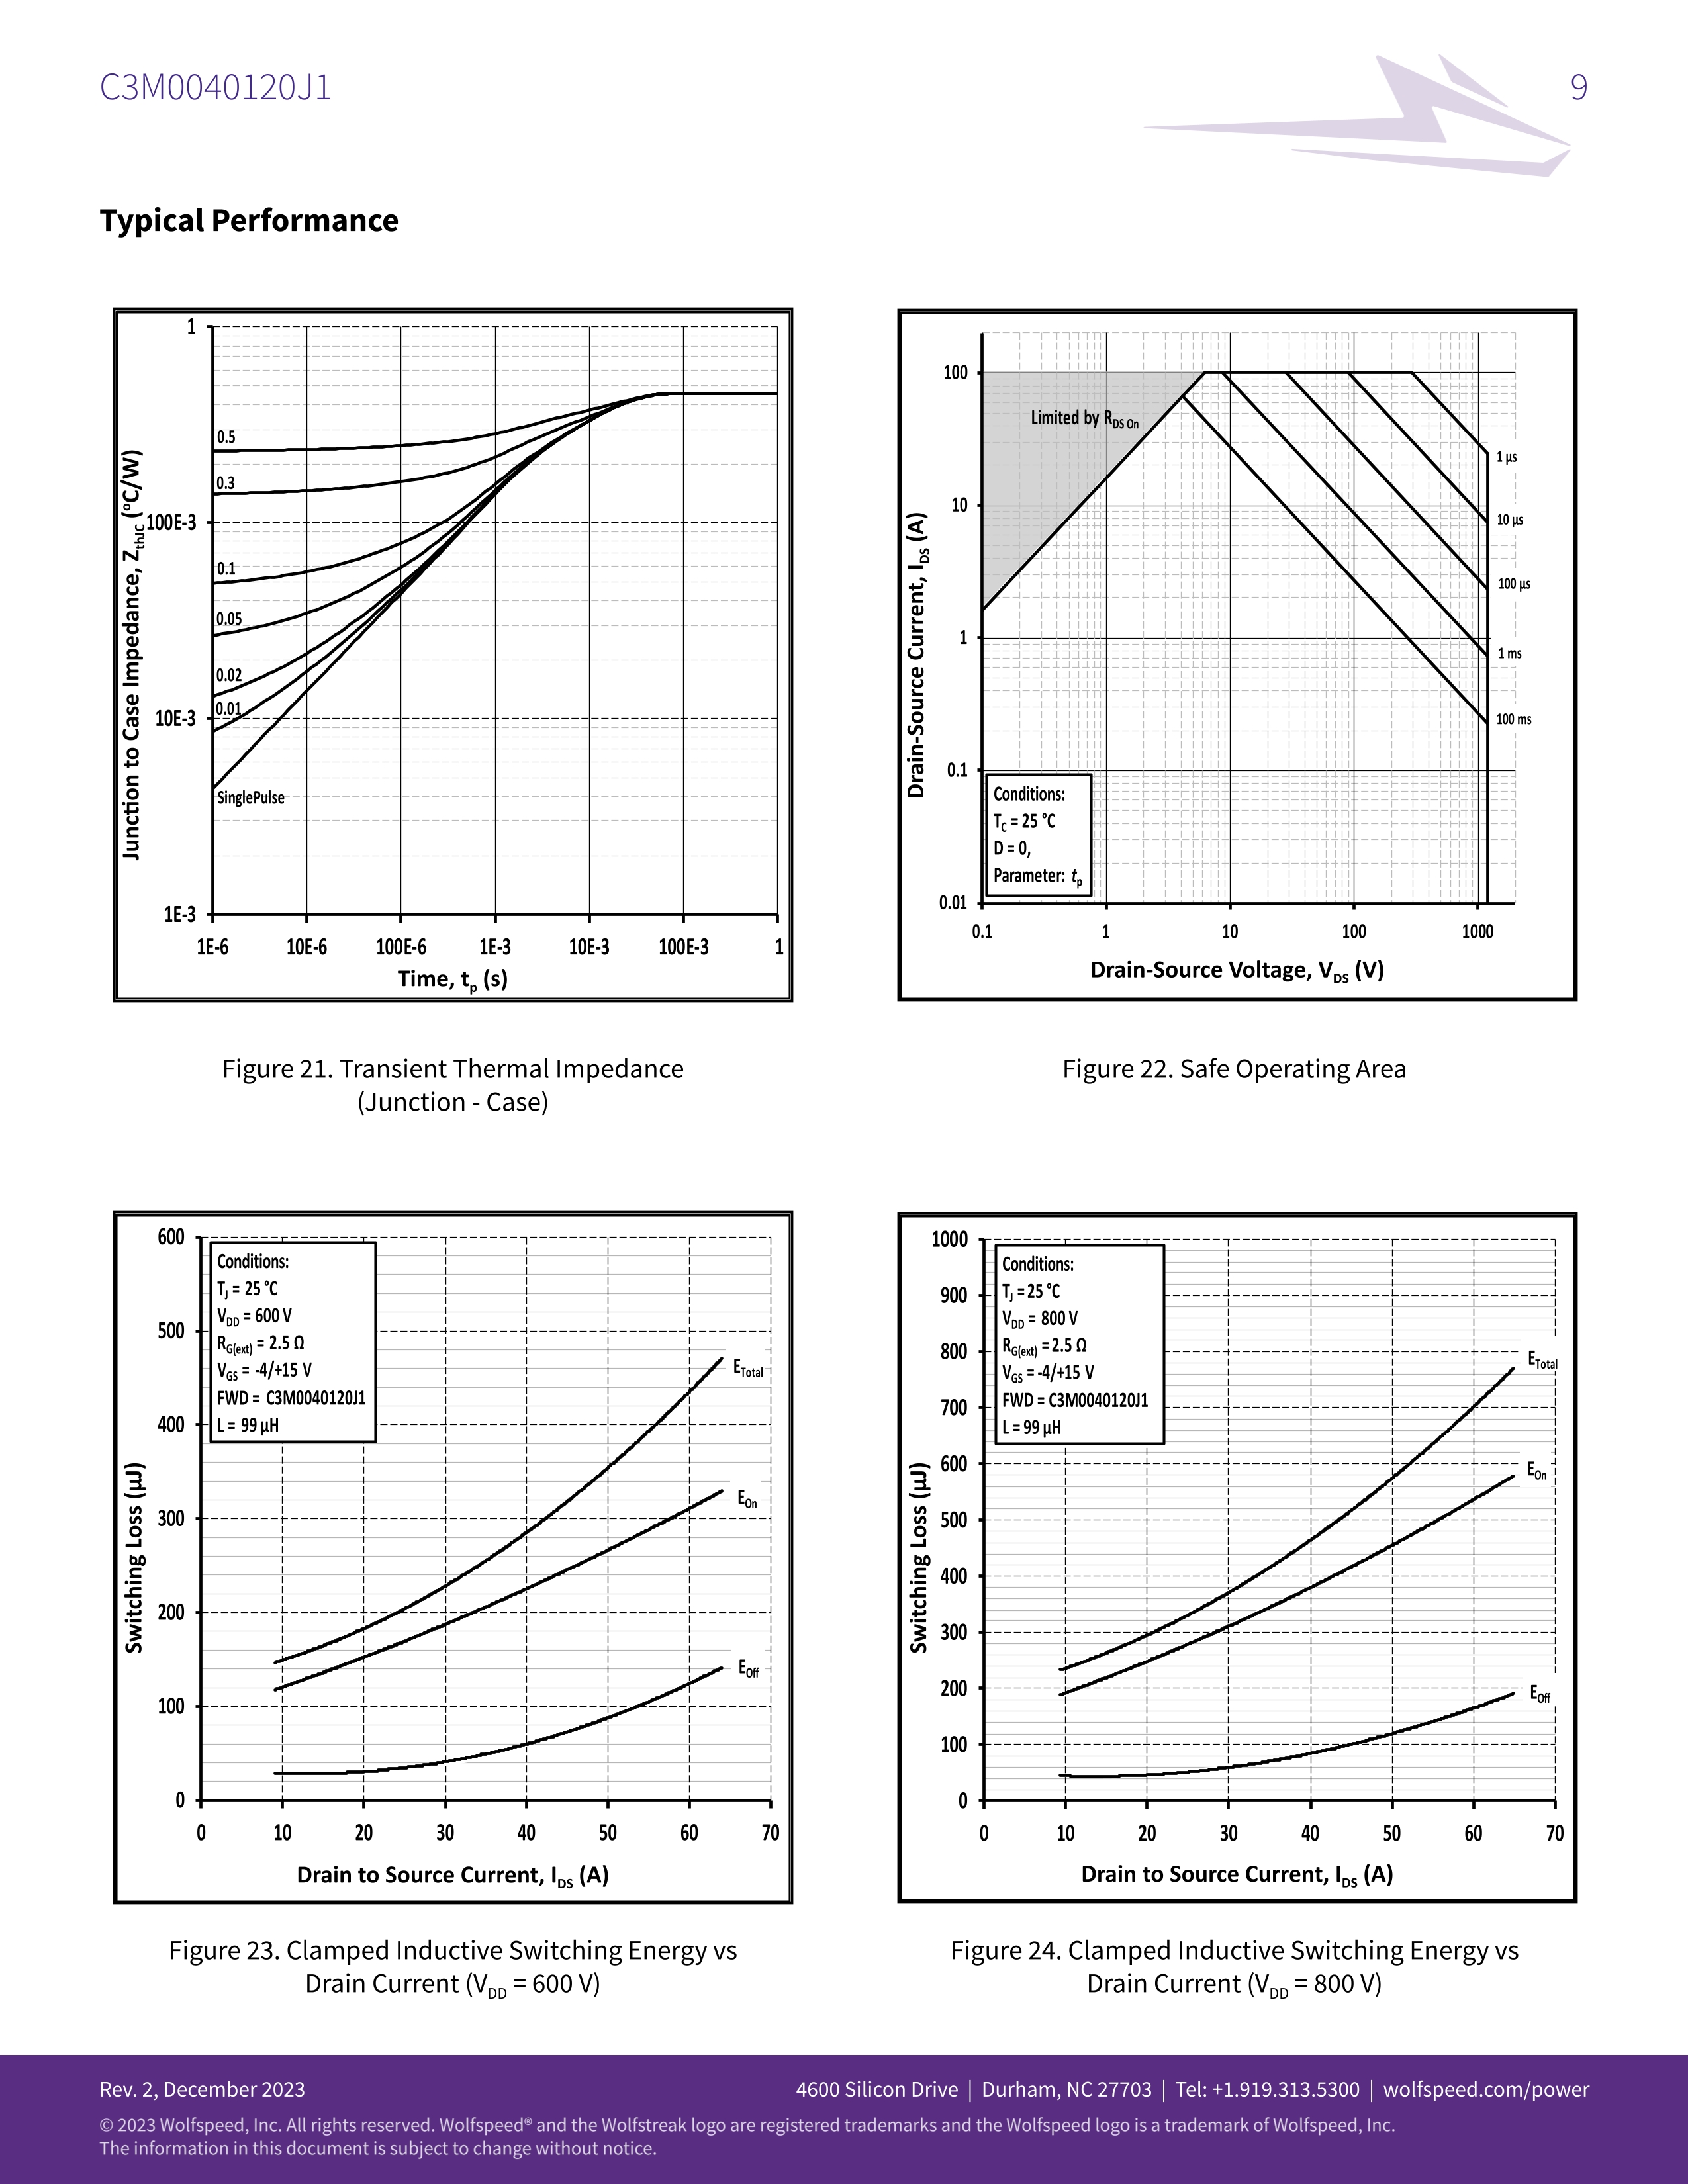 C3M0040120J1
9
Typical Performance
1
100E-3
10E-3
1E-3
0.5
0.3
0.1
0.05
0.02
0.01
SinglePulse
1E-6 10E-6 100E-6 1E-3 10E-3 100E-3 1
Junction to Case Impedance, ZthJC (°C/W)
Time, tp (s)
Figure 21. Transient Thermal Impedance
(Junction - Case)
100
10
1
0.1
0.01
Limited by RDS On
1 µs
10 µs
100 µs
1 ms
100 ms
Conditions:
TC = 25 °C
D = 0,
Parameter: tp
0.1 1 10 100 1000
Drain-Source Current, IDS (A)
Drain-Source Voltage, VDS (V)
Figure 22. Safe Operating Area
600
500
400
300
200
100
0
Conditions:
TJ = 25 °C
VDD = 600 V
RG(ext) = 2.5 Ω
VGS = -4/+15 V
FWD = C3M0040120J1
L = 99 µH
ETotal
EOn
EOff
0 10 20 30 40 50 60 70
Switching Loss (µJ)
Drain to Source Current, IDS (A)
Figure 23. Clamped Inductive Switching Energy vs
Drain Current (VDD = 600 V)
1000
900
800
700
600
500
400
300
200
100
0
Conditions:
TJ = 25 °C
VDD = 800 V
RG(ext) = 2.5 Ω
VGS = -4/+15 V
FWD = C3M0040120J1
L = 99 µH
ETotal
EOn
EOff
0 10 20 30 40 50 60 70
Switching Loss (µJ)
Drain to Source Current, IDS (A)
Figure 24. Clamped Inductive Switching Energy vs
Drain Current (VDD = 800 V)
Rev. 2, December 2023
4600 Silicon Drive | Durham, NC 27703 | Tel: +1.919.313.5300 | wolfspeed.com/power
© 2023 Wolfspeed, Inc. All rights reserved. Wolfspeed® and the Wolfstreak logo are registered trademarks and the Wolfspeed logo is a trademark of Wolfspeed, Inc.
The information in this document is subject to change without notice.